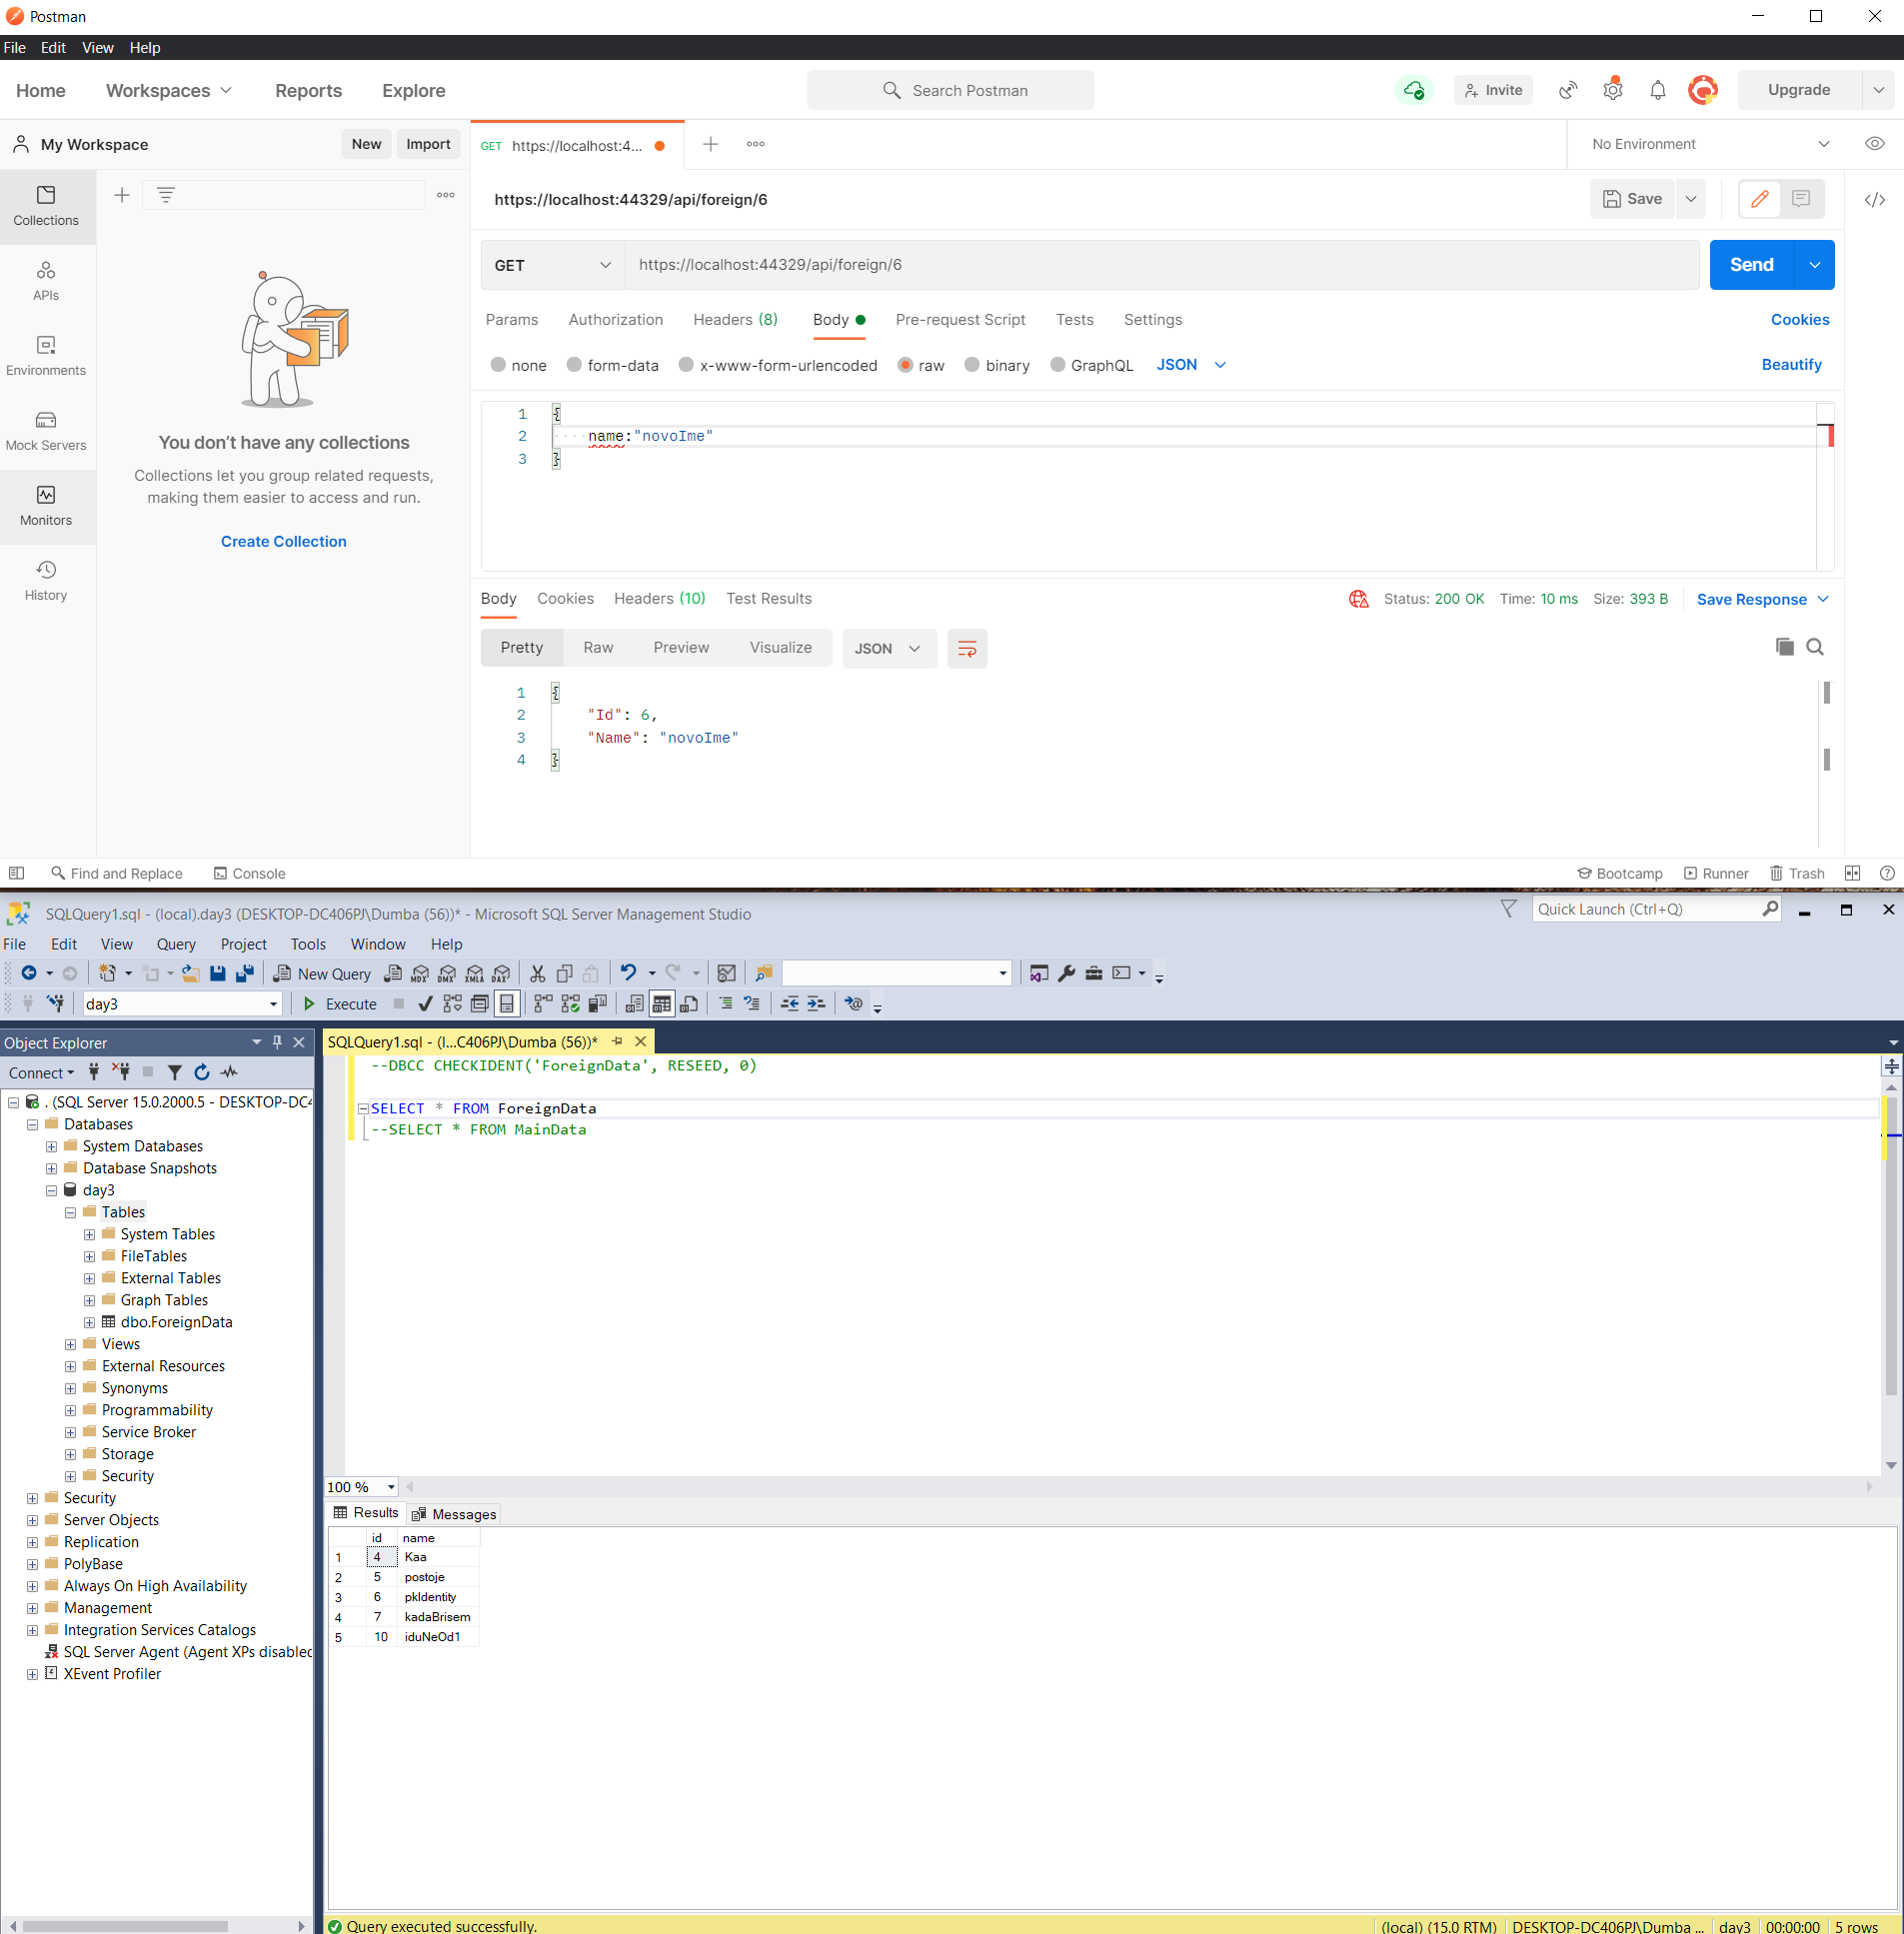 Postman
File Edit View Help
Home Workspaces Reports Explore Search Postman Invite Upgrade
My Workspace New Import GET https://localhost:4... No Environment
https://localhost:44329/api/foreign/6 Save
Collections
APIs
Environments
Mock Servers
Monitors
History
You don't have any collections
Collections let you group related requests,
making them easier to access and run.
Create Collection
GET https://localhost:44329/api/foreign/6 Send
Params Authorization Headers (8) Body Pre-request Script Tests Settings Cookies
none form-data x-www-form-urlencoded raw binary GraphQL JSON Beautify
1 {
2 name:"novoIme"
3 }
Body Cookies Headers (10) Test Results Status: 200 OK Time: 10 ms Size: 393 B Save Response
Pretty Raw Preview Visualize JSON
1 {
2 "Id": 6,
3 "Name": "novoIme"
4 }
Find and Replace Console Bootcamp Runner Trash
SQLQuery1.sql - (local).day3 (DESKTOP-DC406PJ\Dumba (56))* - Microsoft SQL Server Management Studio Quick Launch (Ctrl+Q)
File Edit View Query Project Tools Window Help
New Query MDX DMX XMLA DAX
day3 Execute
Object Explorer
Connect
. (SQL Server 15.0.2000.5 - DESKTOP-DC4
Databases
System Databases
Database Snapshots
day3
Tables
System Tables
FileTables
External Tables
Graph Tables
dbo.ForeignData
Views
External Resources
Synonyms
Programmability
Service Broker
Storage
Security
Security
Server Objects
Replication
PolyBase
Always On High Availability
Management
Integration Services Catalogs
SQL Server Agent (Agent XPs disabled
XEvent Profiler
SQLQuery1.sql - (l...C406PJ\Dumba (56))*
--DBCC CHECKIDENT('ForeignData', RESEED, 0)
SELECT * FROM ForeignData
--SELECT * FROM MainData
100 %
Results Messages
id name
1 4 Kaa
2 5 postoje
3 6 pkIdentity
4 7 kadaBrisem
5 10 iduNeOd1
Query executed successfully. (local) (15.0 RTM) DESKTOP-DC406PJ\Dumba ... day3 00:00:00 5 rows